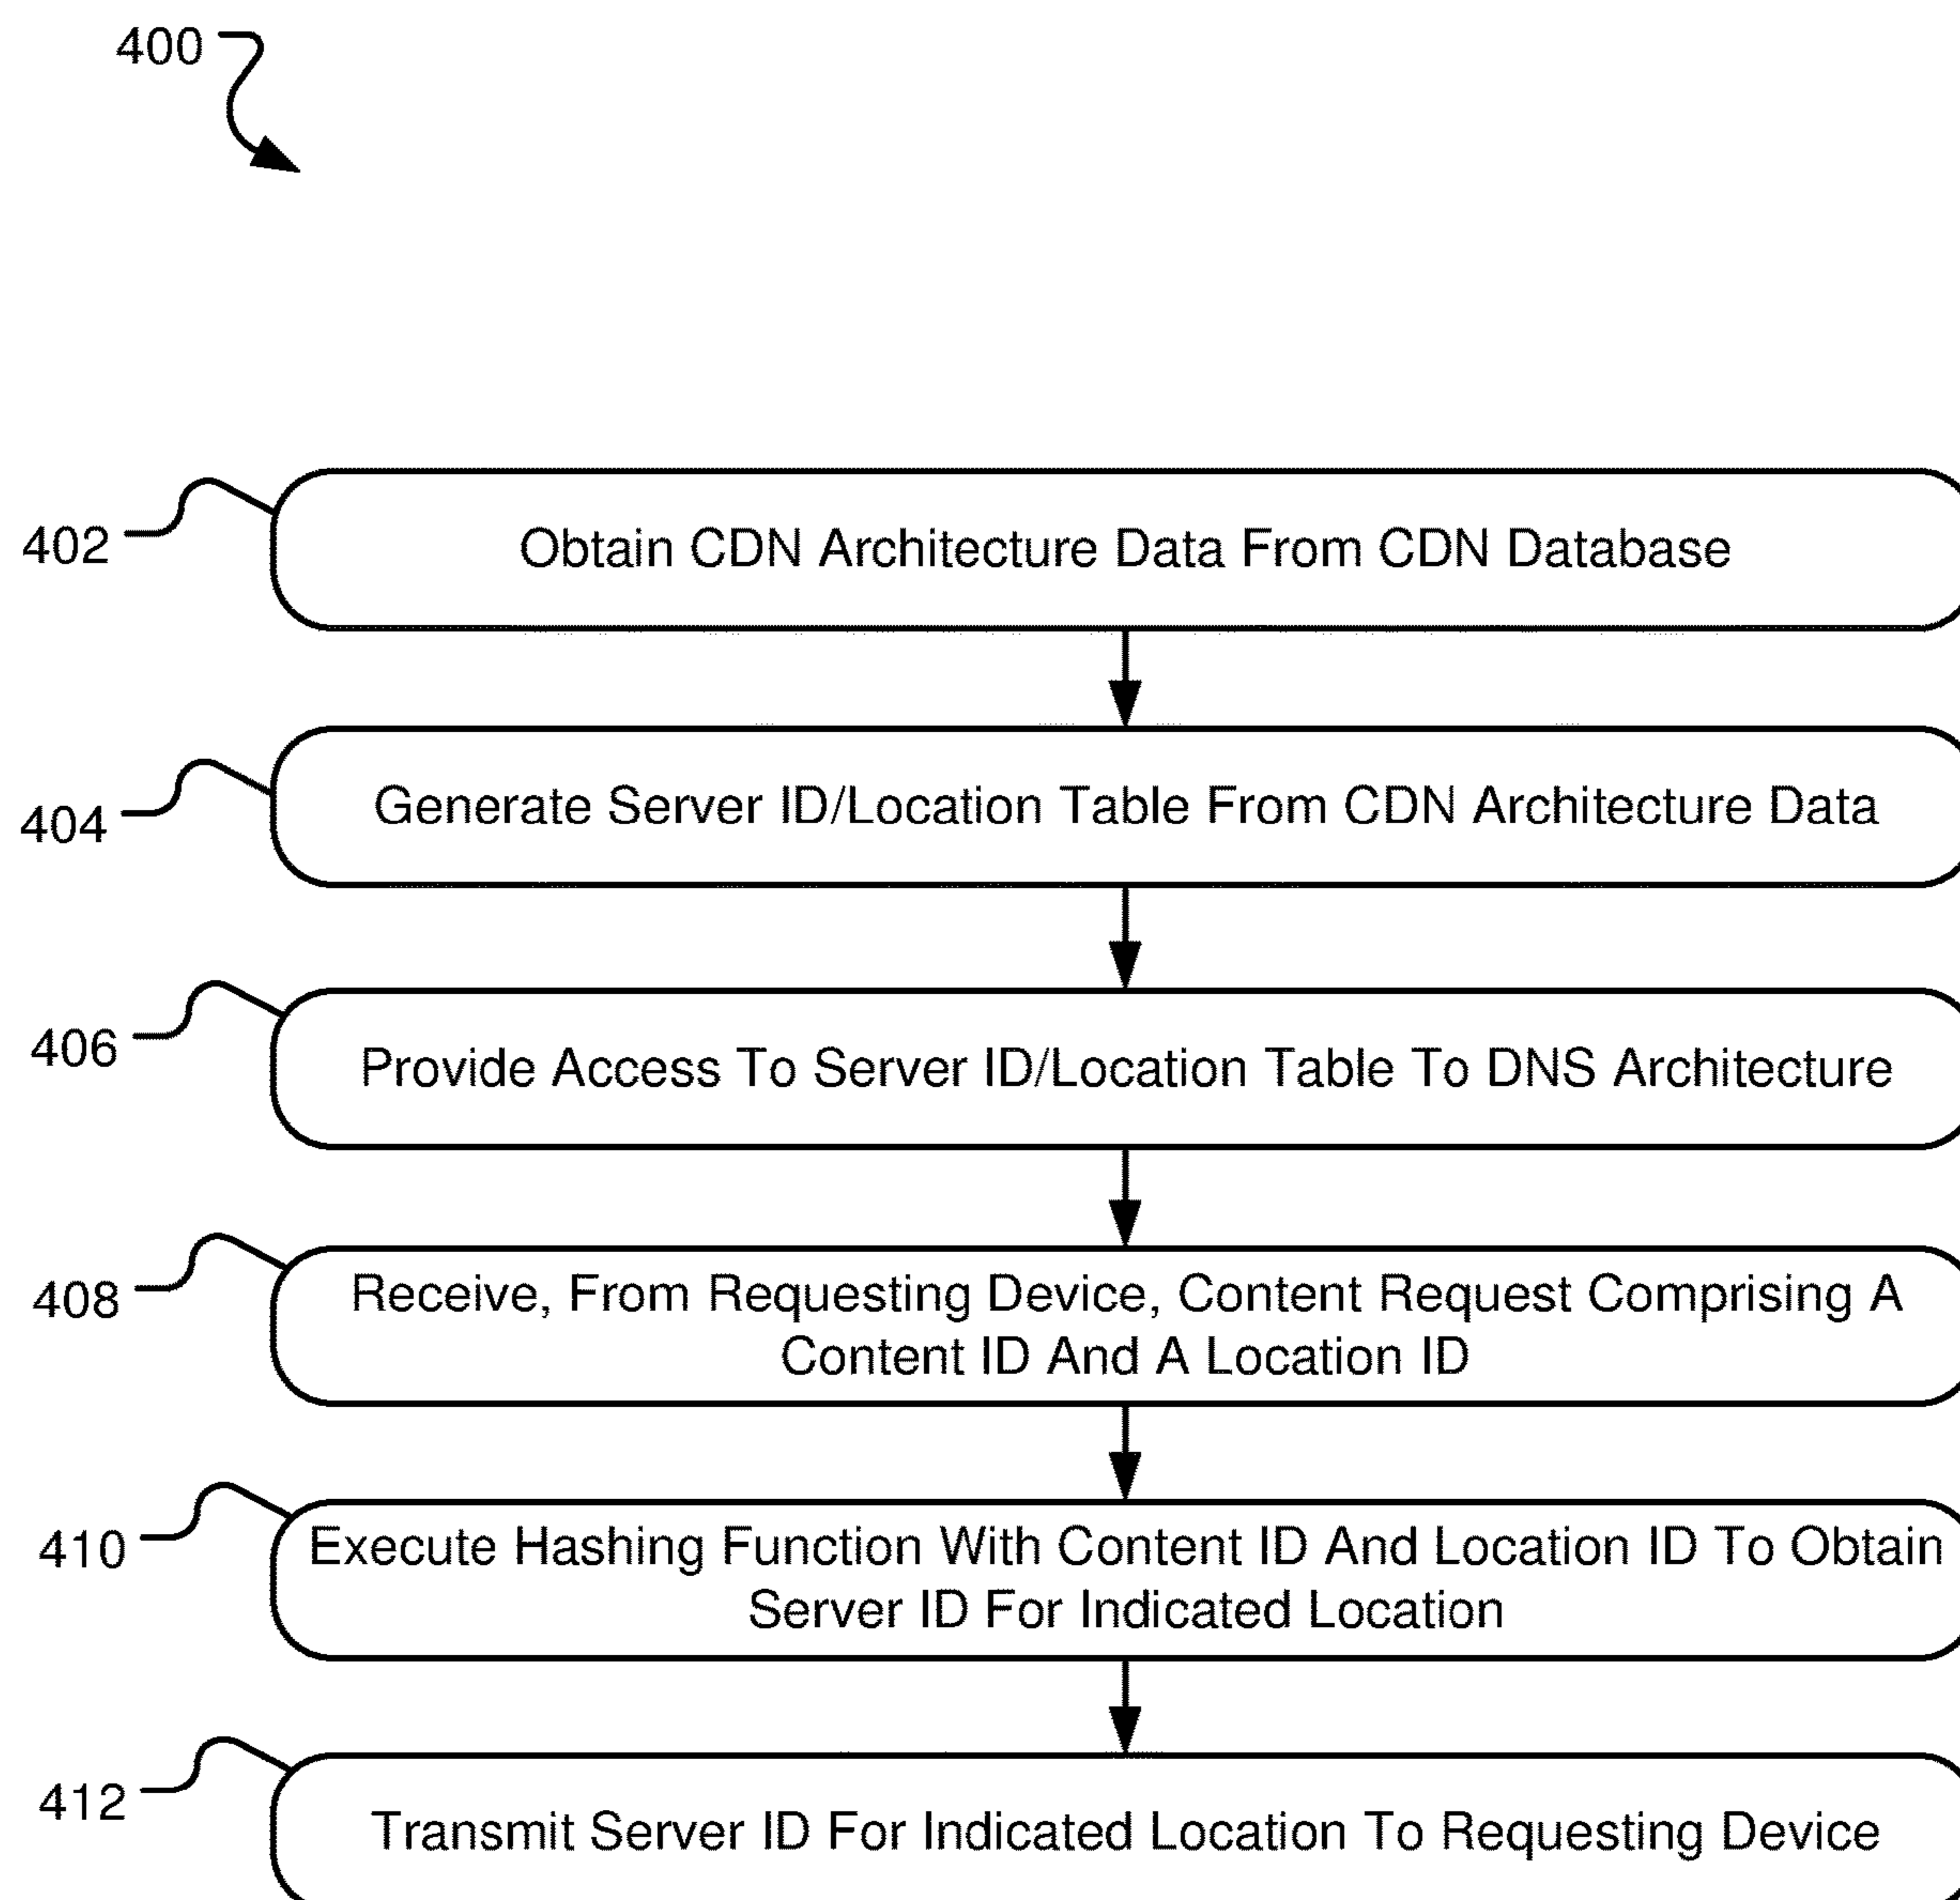 400
402
Obtain CDN Architecture Data From CDN Database
404
Generate Server ID/Location Table From CDN Architecture Data
406
Provide Access To Server ID/Location Table To DNS Architecture
408
Receive, From Requesting Device, Content Request Comprising A
Content ID And A Location ID
410
Execute Hashing Function With Content ID And Location ID To Obtain
Server ID For Indicated Location
412
Transmit Server ID For Indicated Location To Requesting Device